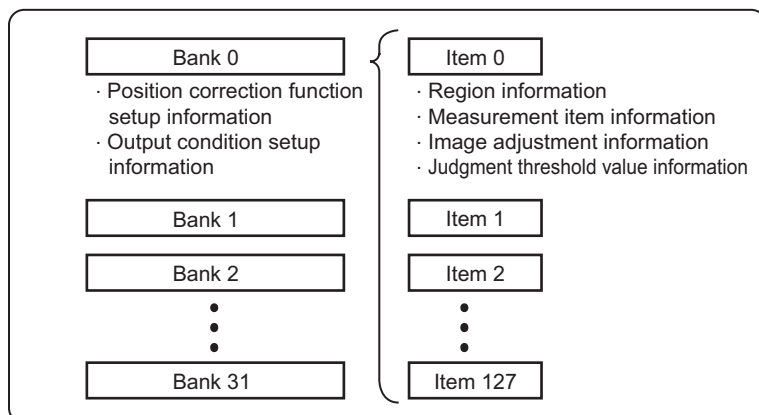 Bank 0
· Position correction function
setup information
· Output condition setup
information
Bank 1
Bank 2
Bank 31
Item 0
· Region information
· Measurement item information
· Image adjustment information
· Judgment threshold value information
Item 1
Item 2
Item 127